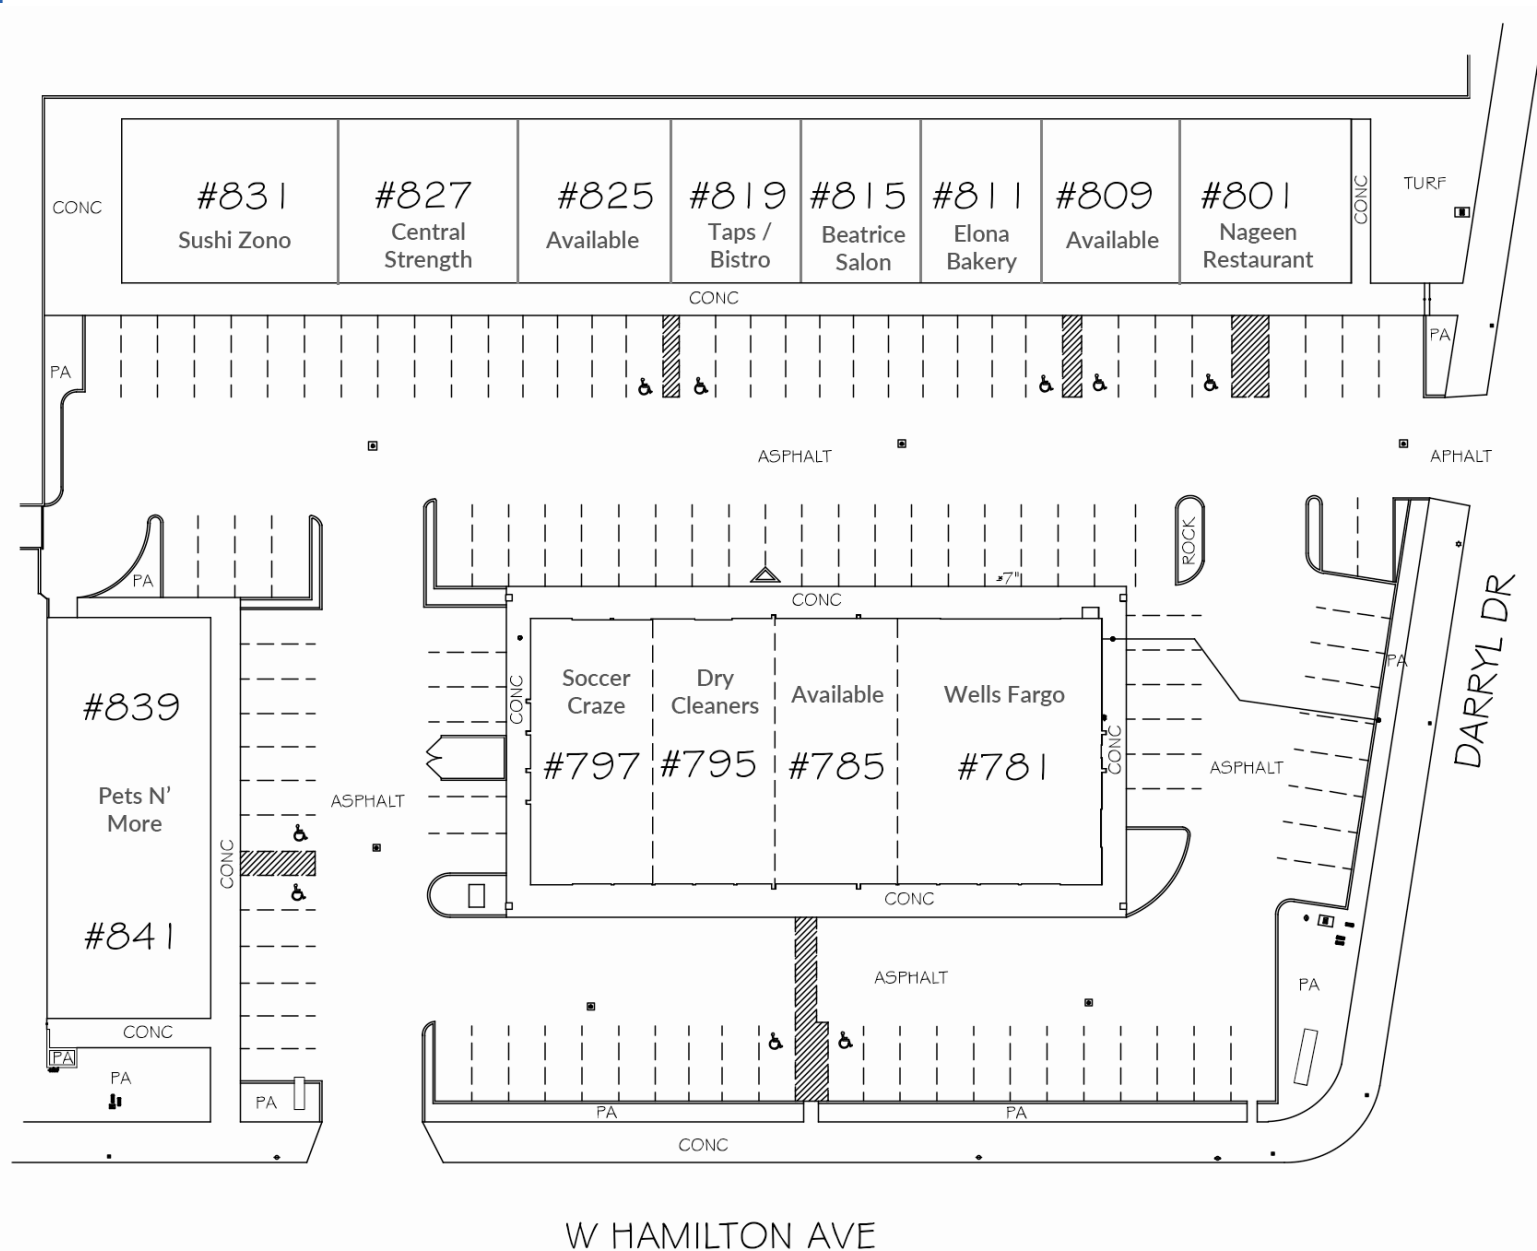 #831
Sushi Zono
#827
Central
Strength
#825
Available
#819
Taps /
Bistro
#815
Beatrice
Salon
#811
Elona
Bakery
#809
Available
#801
Nageen
Restaurant
CONC
CONC
TURF
CONC
PA
PA
ASPHALT
APHALT
PA
ROCK
7"
CONC
Soccer
Craze
#797
Dry
Cleaners
#795
Available
#785
Wells Fargo
#781
CONC
CONC
CONC
#839
Pets N'
More
#841
CONC
ASPHALT
ASPHALT
PA
DARRYL DR
ASPHALT
PA
CONC
PA
PA
PA
PA
PA
CONC
W HAMILTON AVE